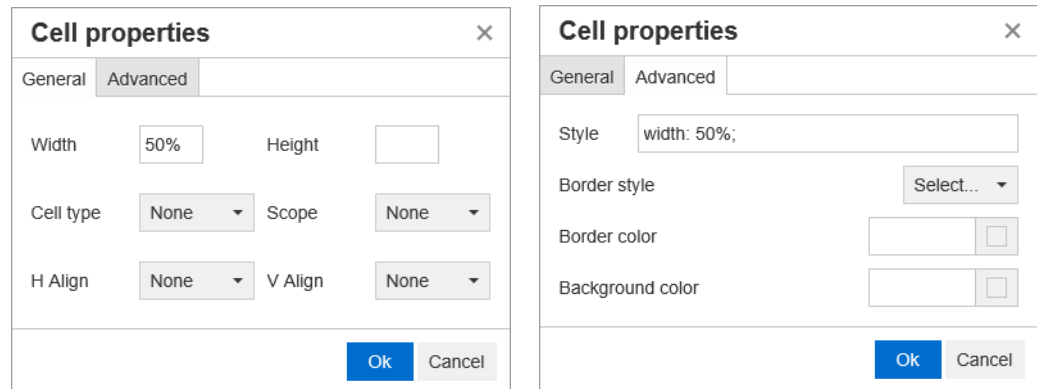 Cell properties ×
General Advanced
Width 50% Height
Cell type None Scope None
H Align None V Align None
Ok Cancel
Cell properties ×
General Advanced
Style width: 50%;
Border style Select...
Border color
Background color
Ok Cancel